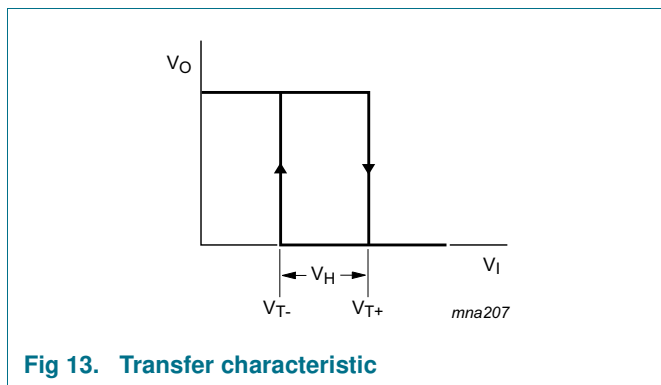 VO
VH
VI
VT-
VT+
mna207
Fig 13. Transfer characteristic